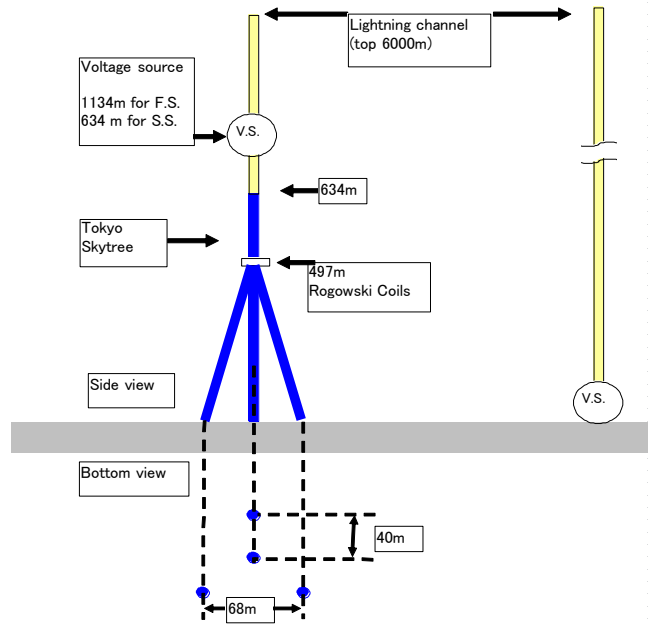 Lightning channel
(top 6000m)
Voltage source
1134m for F.S.
634 m for S.S.
V.S.
634m
Tokyo
Skytree
497m
Rogowski Coils
Side view
V.S.
Bottom view
40m
68m